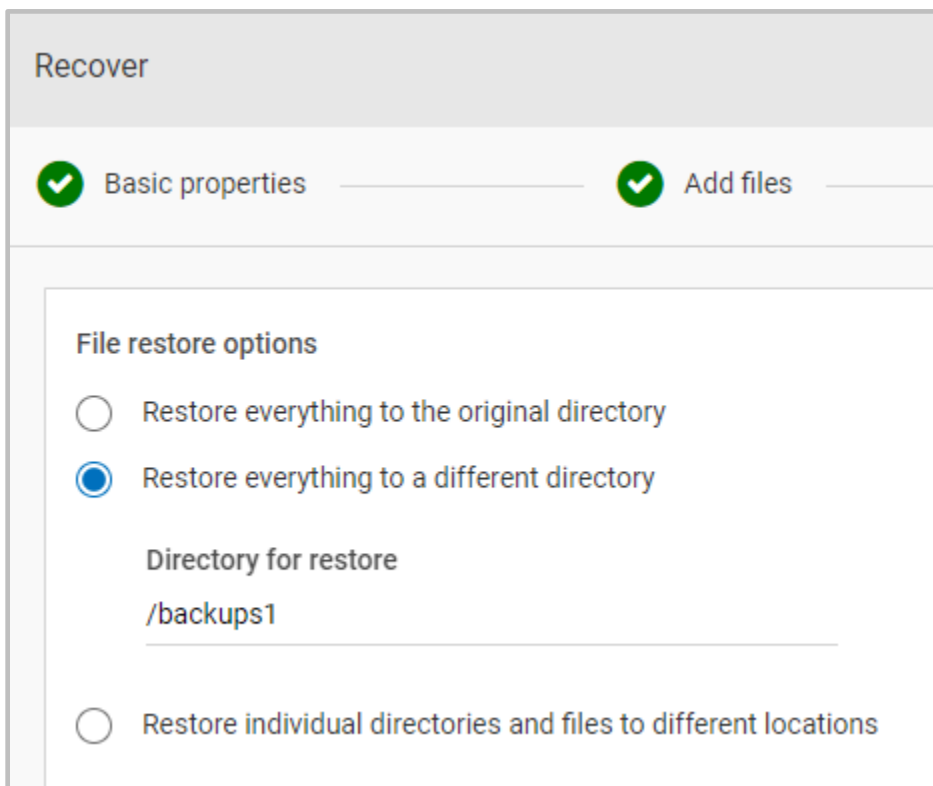 Recover
Basic properties
Add files
File restore options
Restore everything to the original directory
Restore everything to a different directory
Directory for restore
/backups1
Restore individual directories and files to different locations